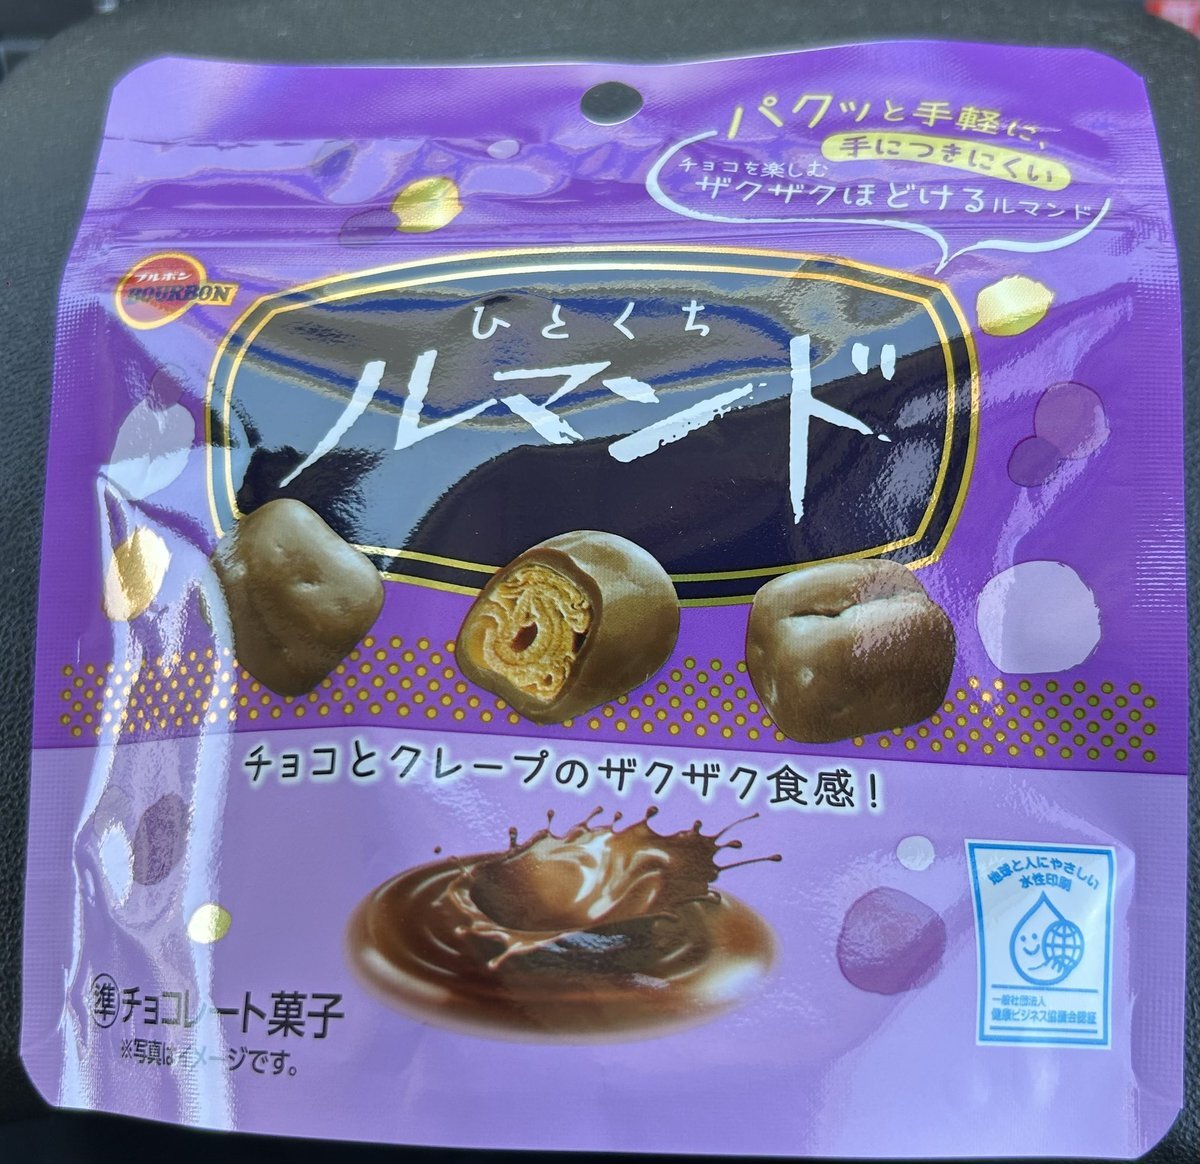 パクッと手軽に、
手につきにくい
チョコを楽しむ
ザクザクほどけるルマンド
ブルボン
BOURBON
ひとくち
ルマンド
チョコとクレープのザクザク食感！
地球と人にやさしい
水性印刷
一般社団法人
健康ビジネス協議会認証
準チョコレート菓子
※写真はイメージです。